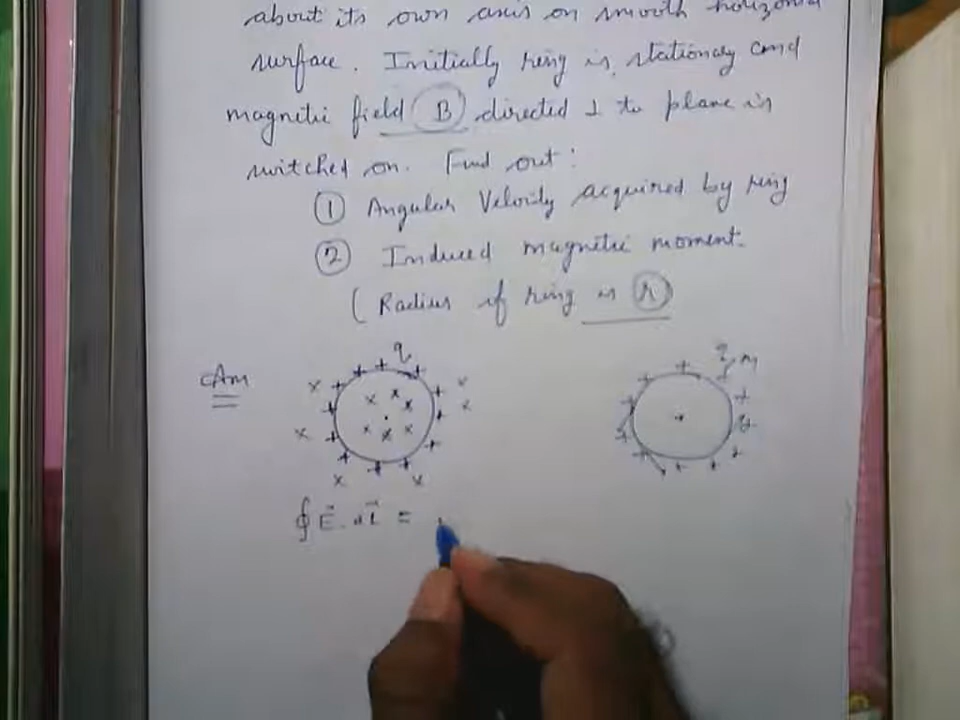 about its own axis on smooth horizontal
surface. Initially ring is stationary and
magnetic field B directed ⊥ to plane is
switched on. Find out:
① Angular Velocity acquired by ring
② Induced magnetic moment.
(Radius of ring is r)
Ans
q
q, m
∮ E⃗ . dl⃗ =